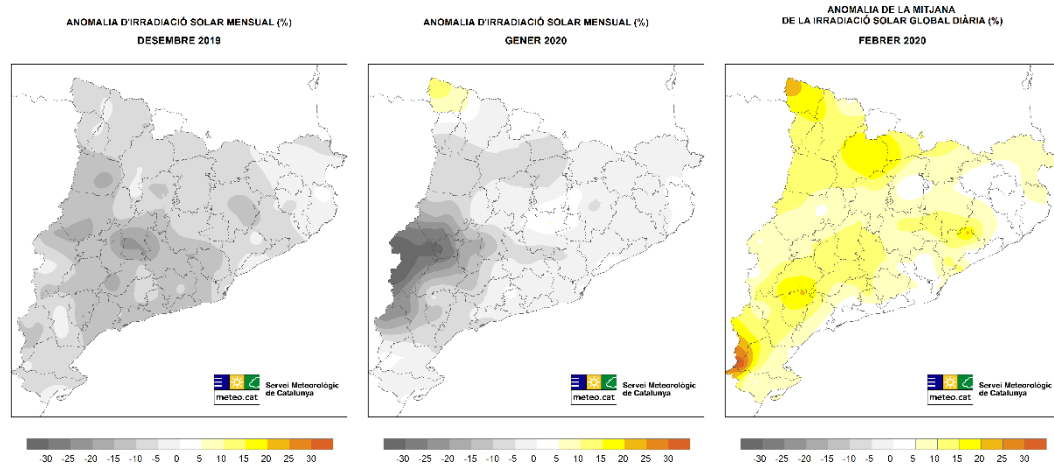 ANOMALIA D'IRRADIACIÓ SOLAR MENSUAL (%)
DESEMBRE 2019
meteo.cat
Servei Meteorològic
de Catalunya
-30 -25 -20 -15 -10 -5 0 5 10 15 20 25 30
ANOMALIA D'IRRADIACIÓ SOLAR MENSUAL (%)
GENER 2020
meteo.cat
Servei Meteorològic
de Catalunya
-30 -25 -20 -15 -10 -5 0 5 10 15 20 25 30
ANOMALIA DE LA MITJANA
DE LA IRRADIACIÓ SOLAR GLOBAL DIÀRIA (%)
FEBRER 2020
meteo.cat
Servei Meteorològic
de Catalunya
-30 -25 -20 -15 -10 -5 0 5 10 15 20 25 30